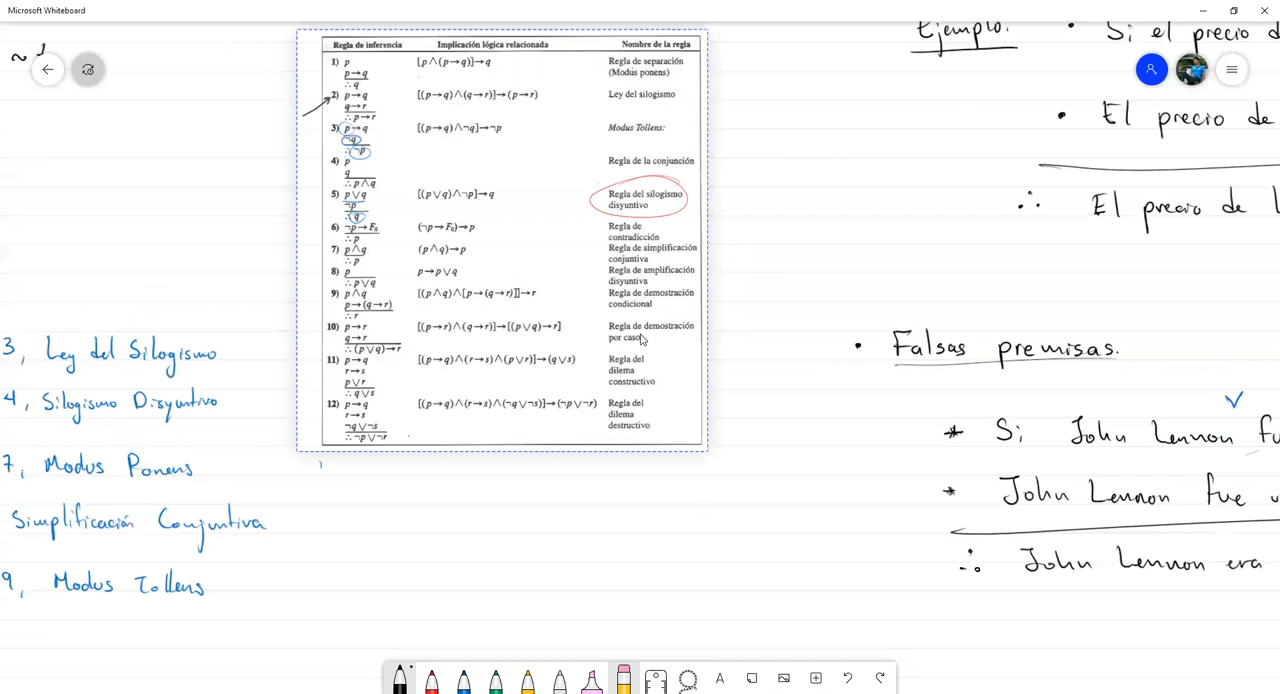 Microsoft Whiteboard
~
Regla de inferencia Implicación lógica relacionada Nombre de la regla
1) p [p∧(p→q)]→q Regla de separación
p→q (Modus ponens)
∴q
2) p→q [(p→q)∧(q→r)]→(p→r) Ley del silogismo
q→r
∴p→r
3) p→q [(p→q)∧¬q]→¬p Modus Tollens:
¬q
∴¬p
4) p Regla de la conjunción
q
∴p∧q
5) p∨q [(p∨q)∧¬p]→q Regla del silogismo
¬p disyuntivo
∴q
6) ¬p→F₀ (¬p→F₀)→p Regla de
∴p contradicción
7) p∧q (p∧q)→p Regla de simplificación
∴p conjuntiva
8) p p→p∨q Regla de amplificación
∴p∨q disyuntiva
9) p∧q [(p∧q)∧[p→(q→r)]]→r Regla de demostración
p→(q→r) condicional
∴r
10) p→r [(p→r)∧(q→r)]→[(p∨q)→r] Regla de demostración
q→r por caso
∴(p∨q)→r
11) p→q [(p→q)∧(r→s)∧(p∨r)]→(q∨s) Regla del
r→s dilema
p∨r constructivo
∴q∨s
12) p→q [(p→q)∧(r→s)∧(¬q∨¬s)]→(¬p∨¬r) Regla del
r→s dilema
¬q∨¬s destructivo
∴¬p∨¬r
3, Ley del Silogismo
4, Silogismo Disyuntivo
7, Modus Ponens
Simplificación Conjuntiva
9, Modus Tollens
Ejemplo. • Si el precio d
• El precio de
∴ El precio de l
• Falsas premisas.
* Si John Lennon fu
* John Lennon fue
∴ John Lennon era
A